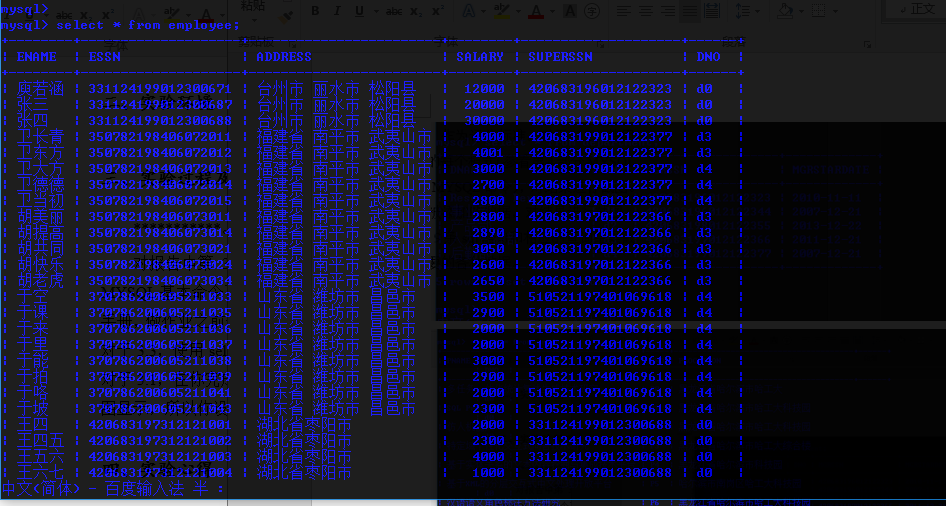 mysql>
mysql> select * from employee;
ENAME ESSN ADDRESS SALARY SUPERSSN DNO
廖若涵 331124199012300671 台州市 丽水市 松阳县 12000 420683196012122323 d0
张三 331124199012300687 台州市 丽水市 松阳县 20000 420683196012122323 d0
张四 331124199012300688 台州市 丽水市 松阳县 30000 420683196012122323 d0
卫长青 350782198406072011 福建省 南平市 武夷山市 4000 420683199012122377 d3
卫东方 350782198406072012 福建省 南平市 武夷山市 4001 420683199012122377 d3
卫大方 350782198406072013 福建省 南平市 武夷山市 3000 420683199012122377 d4
卫德德 350782198406072014 福建省 南平市 武夷山市 2700 420683199012122377 d4
卫当初 350782198406072015 福建省 南平市 武夷山市 2800 420683199012122377 d4
胡美丽 350782198406073011 福建省 南平市 武夷山市 2800 420683197012122366 d3
胡提高 350782198406073014 福建省 南平市 武夷山市 2890 420683197012122366 d3
胡共同 350782198406073021 福建省 南平市 武夷山市 3050 420683197012122366 d3
胡快乐 350782198406073024 福建省 南平市 武夷山市 2600 420683197012122366 d3
胡老虎 350782198406073034 福建省 南平市 武夷山市 2650 420683197012122366 d3
于空 370786200605211033 山东省 潍坊市 昌邑市 3500 510521197401069618 d4
于课 370786200605211035 山东省 潍坊市 昌邑市 2900 510521197401069618 d4
于来 370786200605211036 山东省 潍坊市 昌邑市 2000 510521197401069618 d4
于里 370786200605211037 山东省 潍坊市 昌邑市 2000 510521197401069618 d4
于能 370786200605211038 山东省 潍坊市 昌邑市 3000 510521197401069618 d4
于拍 370786200605211039 山东省 潍坊市 昌邑市 2900 510521197401069618 d4
于咯 370786200605211041 山东省 潍坊市 昌邑市 2000 510521197401069618 d4
于坡 370786200605211043 山东省 潍坊市 昌邑市 2300 510521197401069618 d4
王四 420683197312121001 湖北省枣阳市 2000 331124199012300688 d0
王四五 420683197312121002 湖北省枣阳市 2300 331124199012300688 d0
王五六 420683197312121003 湖北省枣阳市 4000 331124199012300688 d0
王六七 420683197312121004 湖北省枣阳市 1000 331124199012300688 d0
中文<简体> - 百度输入法 半 :